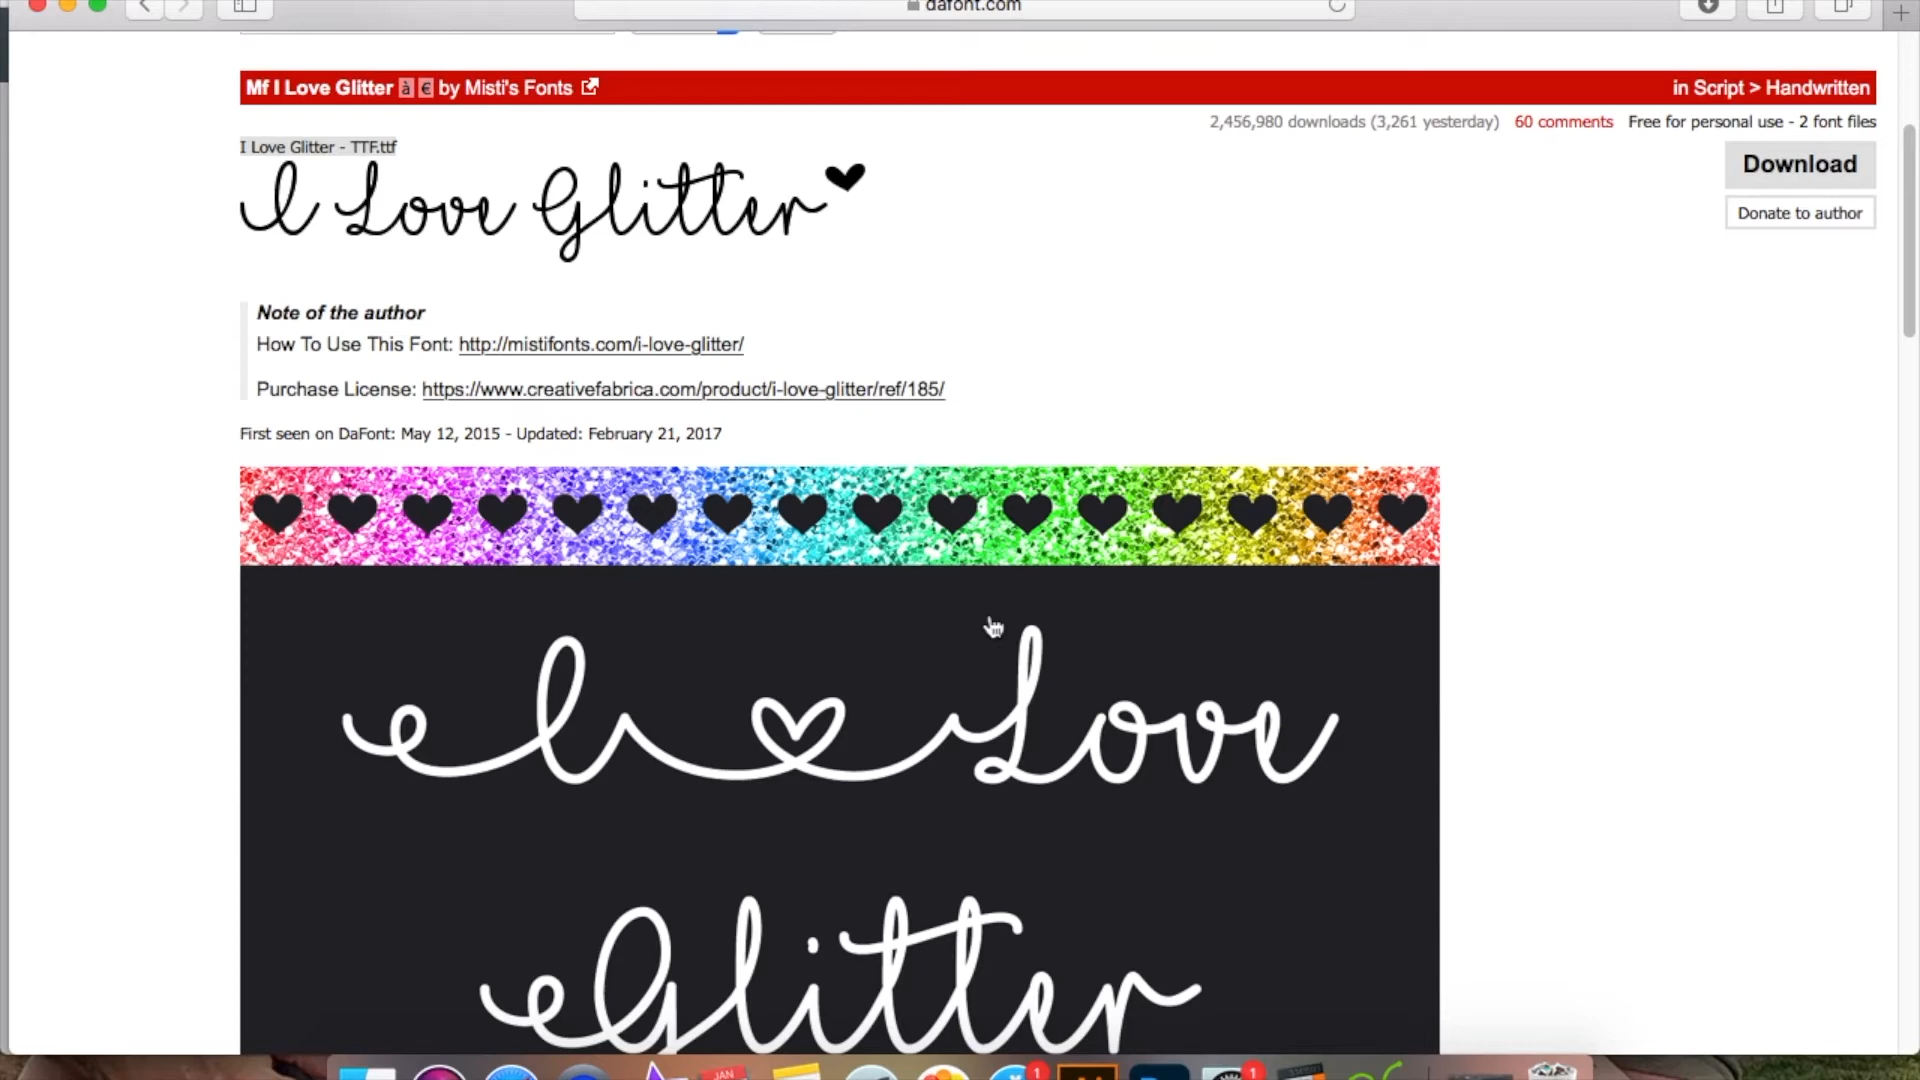 dafont.com
Mf I Love Glitter à € by Misti's Fonts
in Script > Handwritten
2,456,980 downloads (3,261 yesterday) 60 comments Free for personal use - 2 font files
I Love Glitter - TTF.ttf
I Love Glitter
Download
Donate to author
Note of the author
How To Use This Font: http://mistifonts.com/i-love-glitter/
Purchase License: https://www.creativefabrica.com/product/i-love-glitter/ref/185/
First seen on DaFont: May 12, 2015 - Updated: February 21, 2017
I Love
Glitter
JAN
1
1